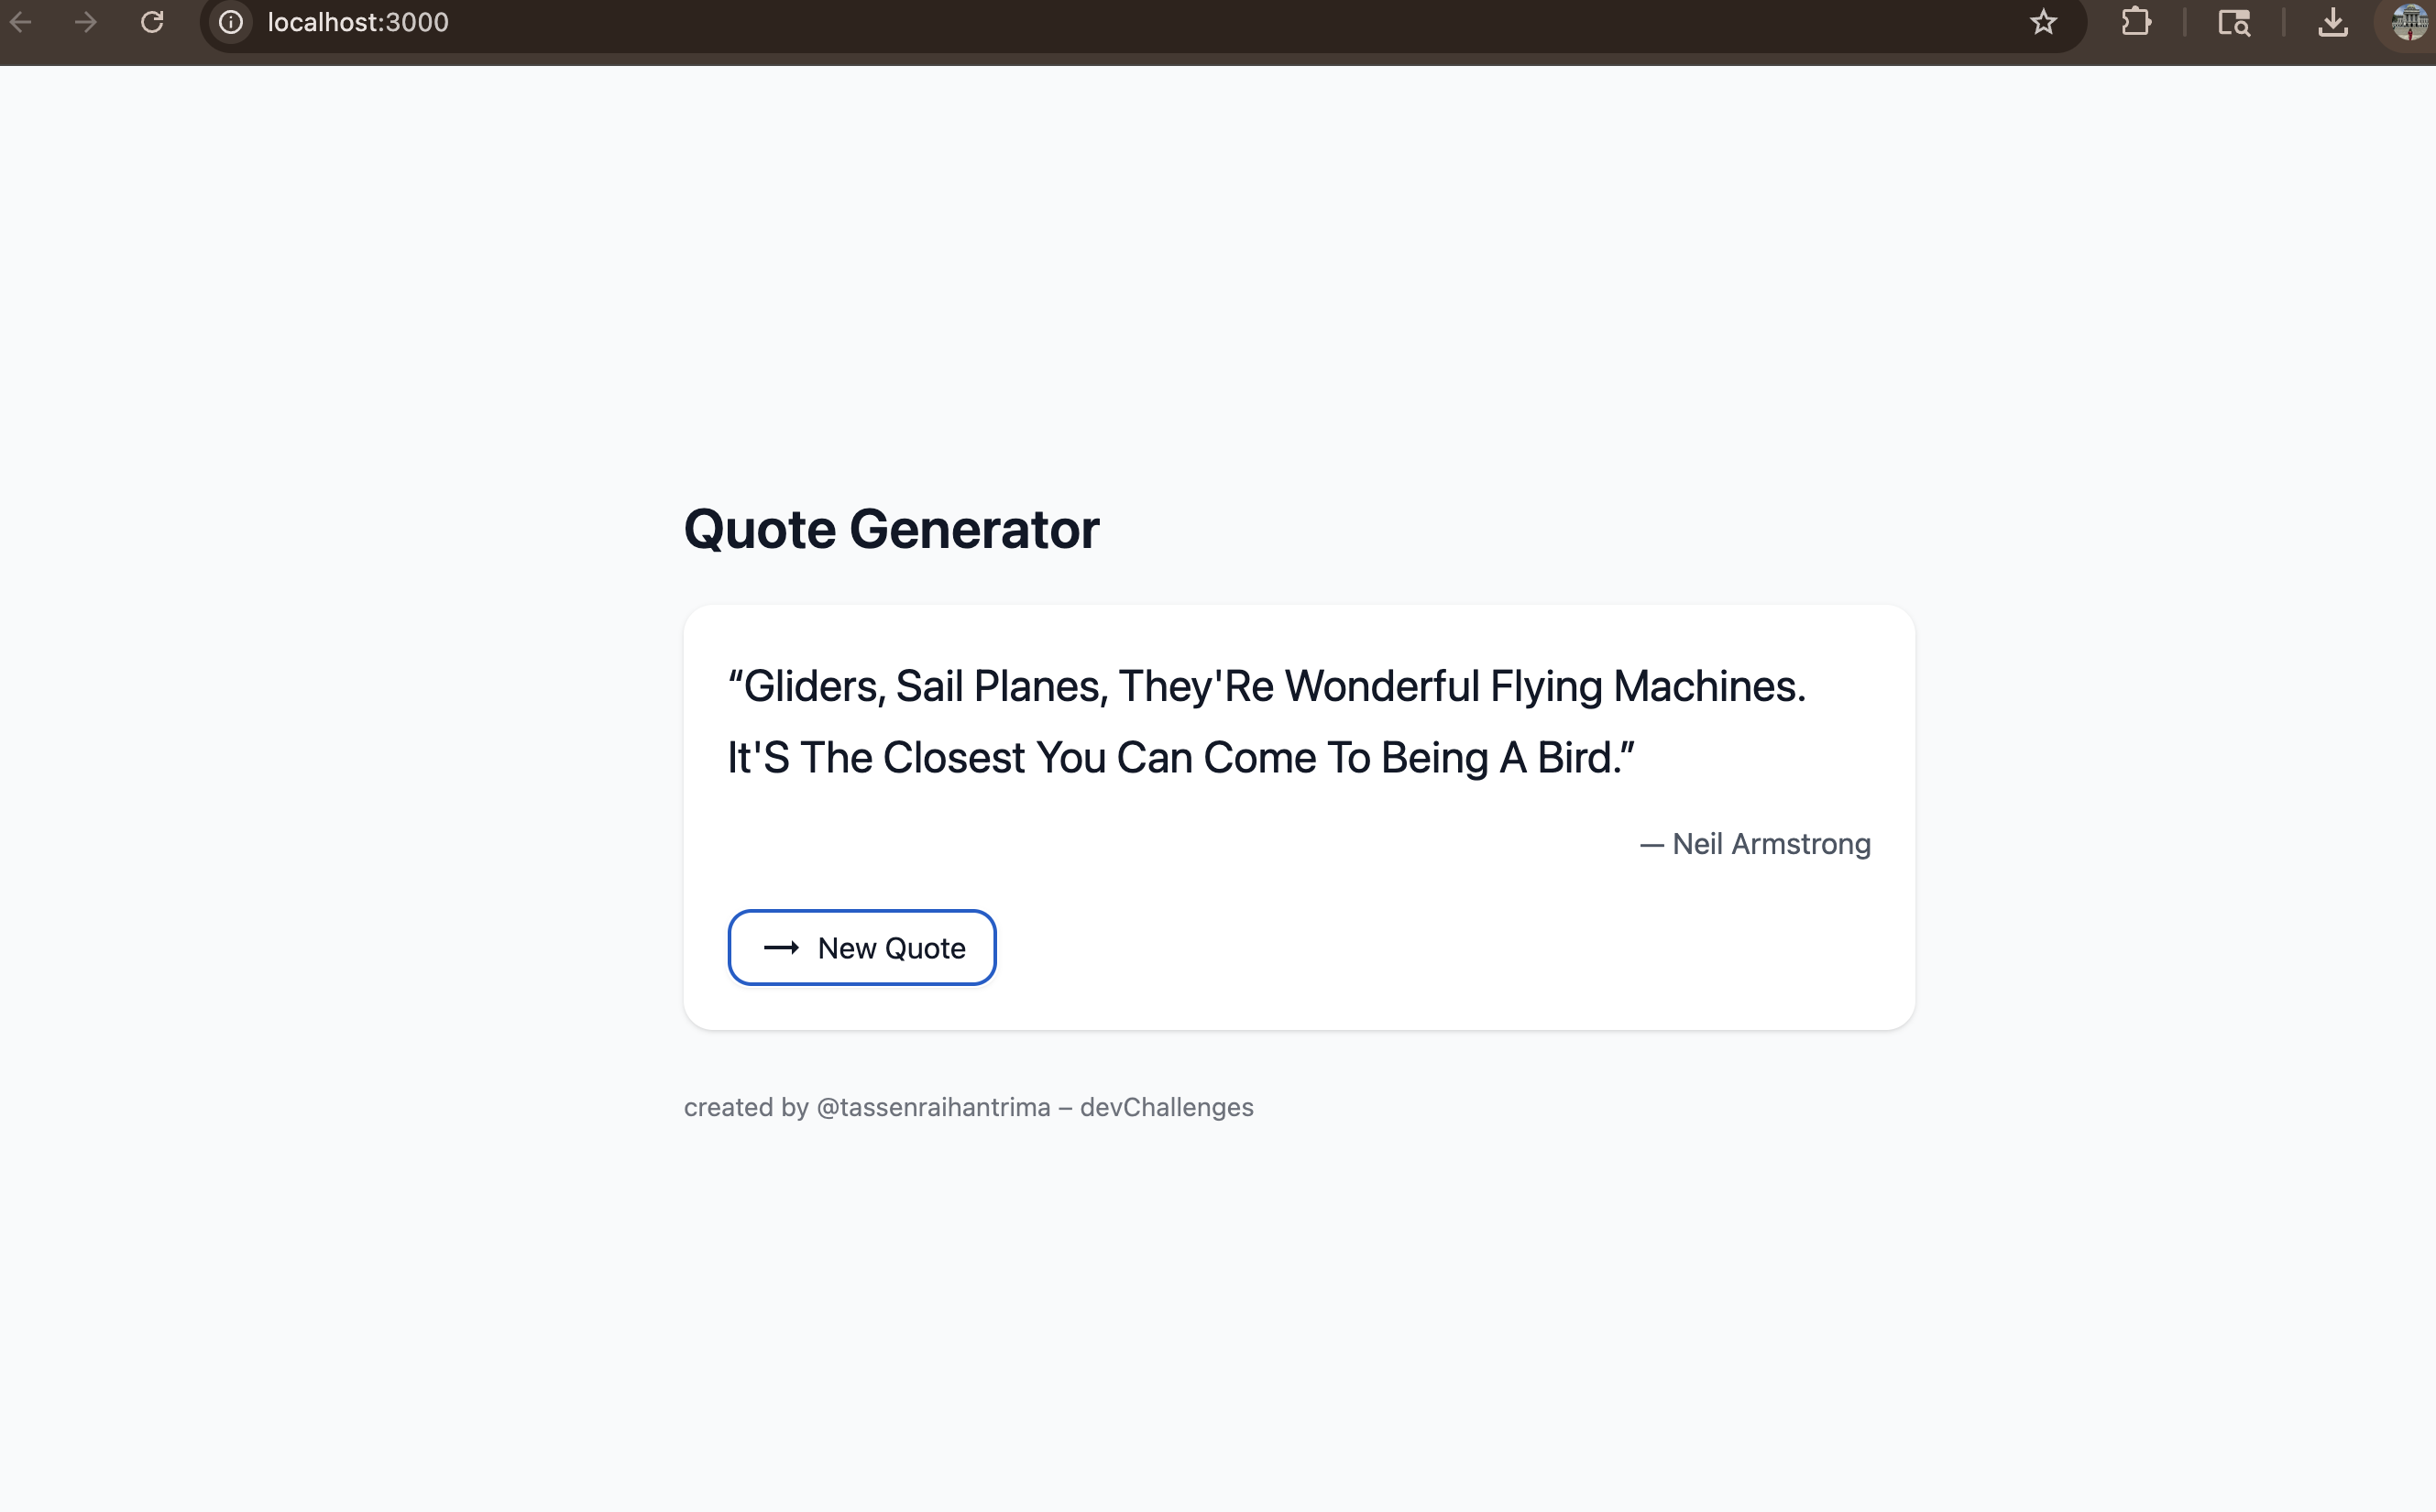 localhost:3000
Quote Generator
“Gliders, Sail Planes, They'Re Wonderful Flying Machines.
It'S The Closest You Can Come To Being A Bird.”
— Neil Armstrong
New Quote
created by @tassenraihantrima – devChallenges